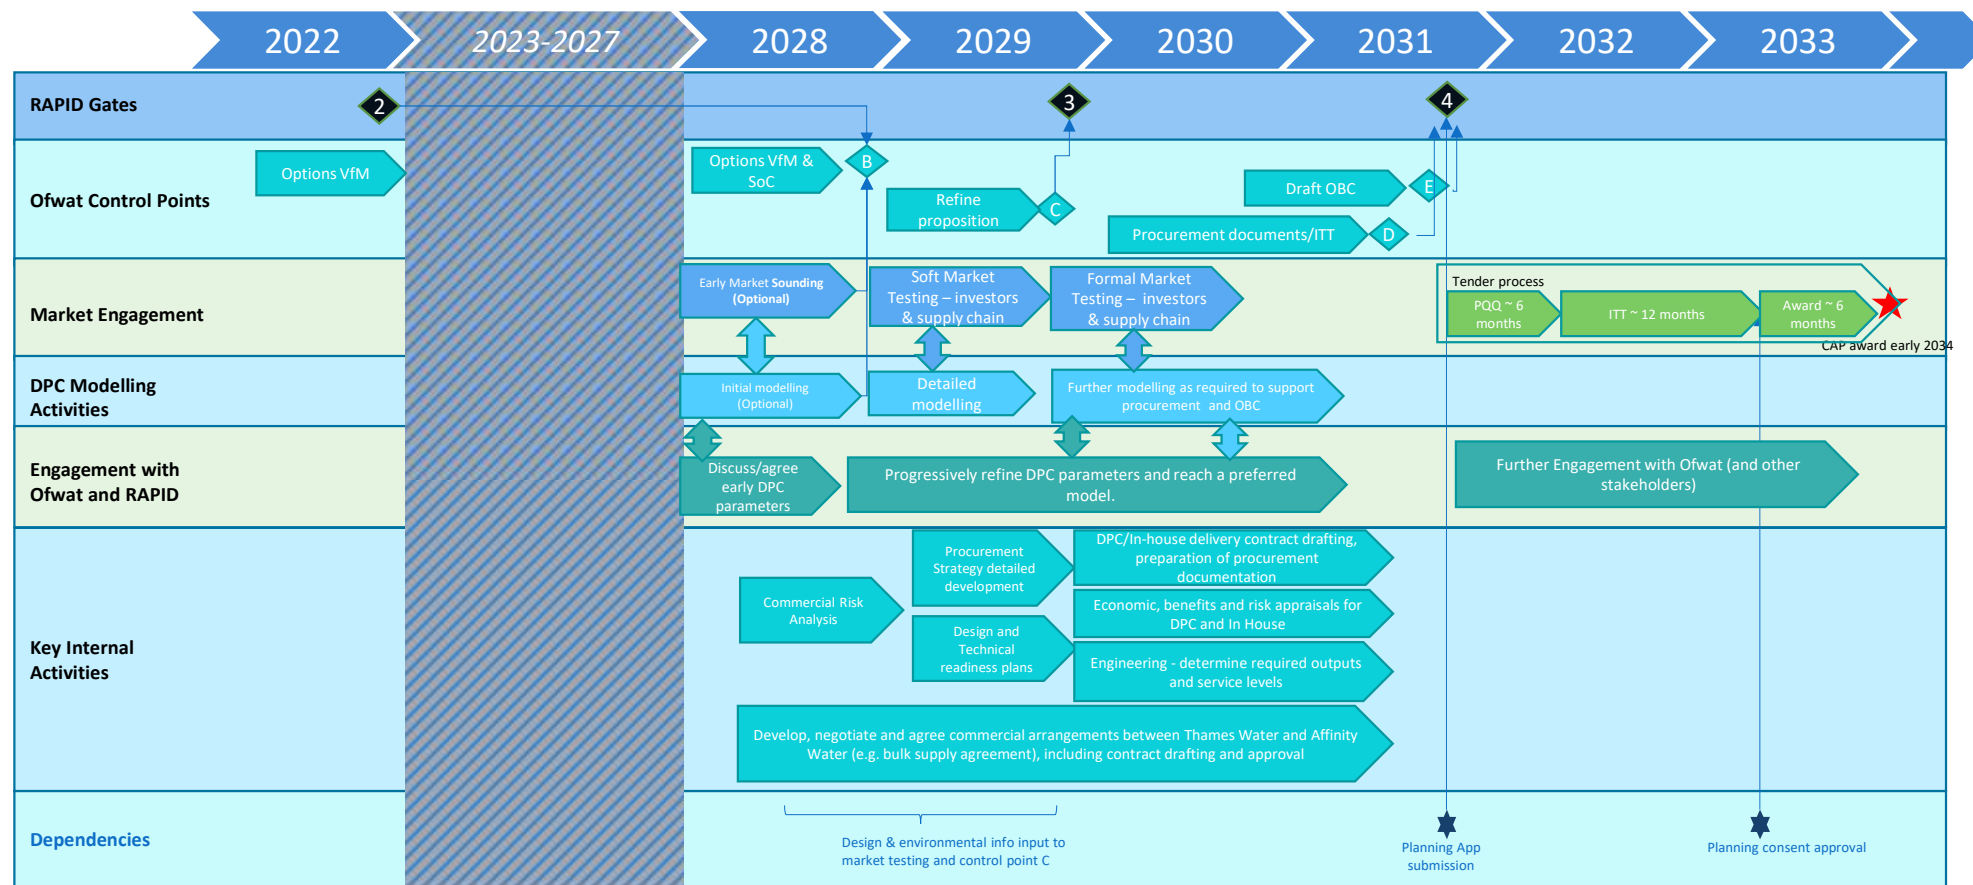 2022
2023-2027
2028
2029
2030
2031
2032
2033
RAPID Gates
2
3
4
Ofwat Control Points
Options VfM
Options VfM &
SoC
B
Refine
proposition
C
Draft OBC
E
Procurement documents/ITT
D
Market Engagement
Early Market Sounding
(Optional)
Soft Market
Testing – investors
& supply chain
Formal Market
Testing – investors
& supply chain
Tender process
PQQ ~ 6
months
ITT ~ 12 months
Award ~ 6
months
CAP award early 2034
DPC Modelling
Activities
Initial modelling
(Optional)
Detailed
modelling
Further modelling as required to support
procurement and OBC
Engagement with
Ofwat and RAPID
Discuss/agree
early DPC
parameters
Progressively refine DPC parameters and reach a preferred
model.
Further Engagement with Ofwat (and other
stakeholders)
Key Internal
Activities
Commercial Risk
Analysis
Procurement
Strategy detailed
development
Design and
Technical
readiness plans
DPC/In-house delivery contract drafting,
preparation of procurement
documentation
Economic, benefits and risk appraisals for
DPC and In House
Engineering - determine required outputs
and service levels
Develop, negotiate and agree commercial arrangements between Thames Water and Affinity
Water (e.g. bulk supply agreement), including contract drafting and approval
Dependencies
Design & environmental info input to
market testing and control point C
Planning App
submission
Planning consent approval